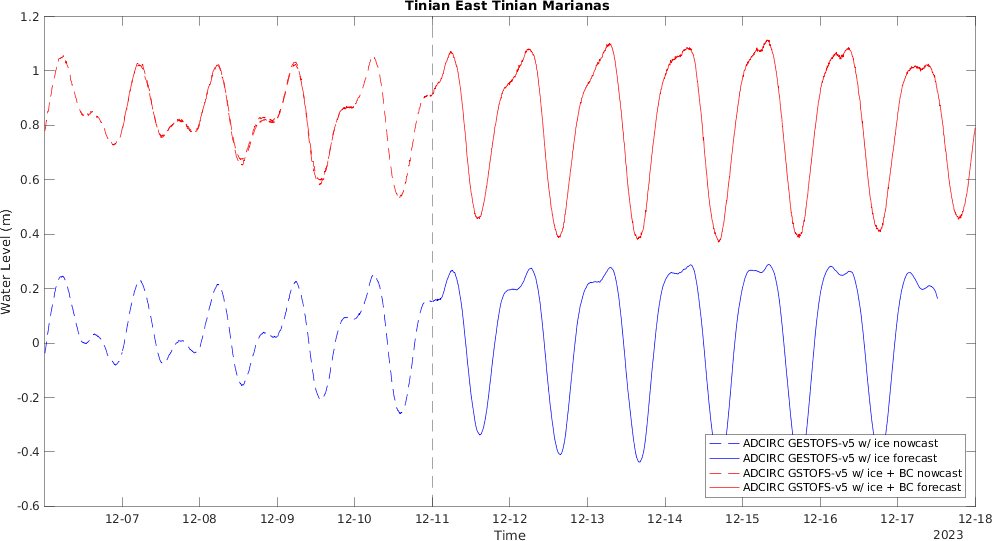 Tinian East Tinian Marianas
1.2
1
0.8
0.6
0.4
0.2
0
-0.2
-0.4
-0.6
Water Level (m)
ADCIRC GESTOFS-v5 w/ ice nowcast
ADCIRC GESTOFS-v5 w/ ice forecast
ADCIRC GSTOFS-v5 w/ ice + BC nowcast
ADCIRC GSTOFS-v5 w/ ice + BC forecast
12-07 12-08 12-09 12-10 12-11 12-12 12-13 12-14 12-15 12-16 12-17 12-18
Time
2023